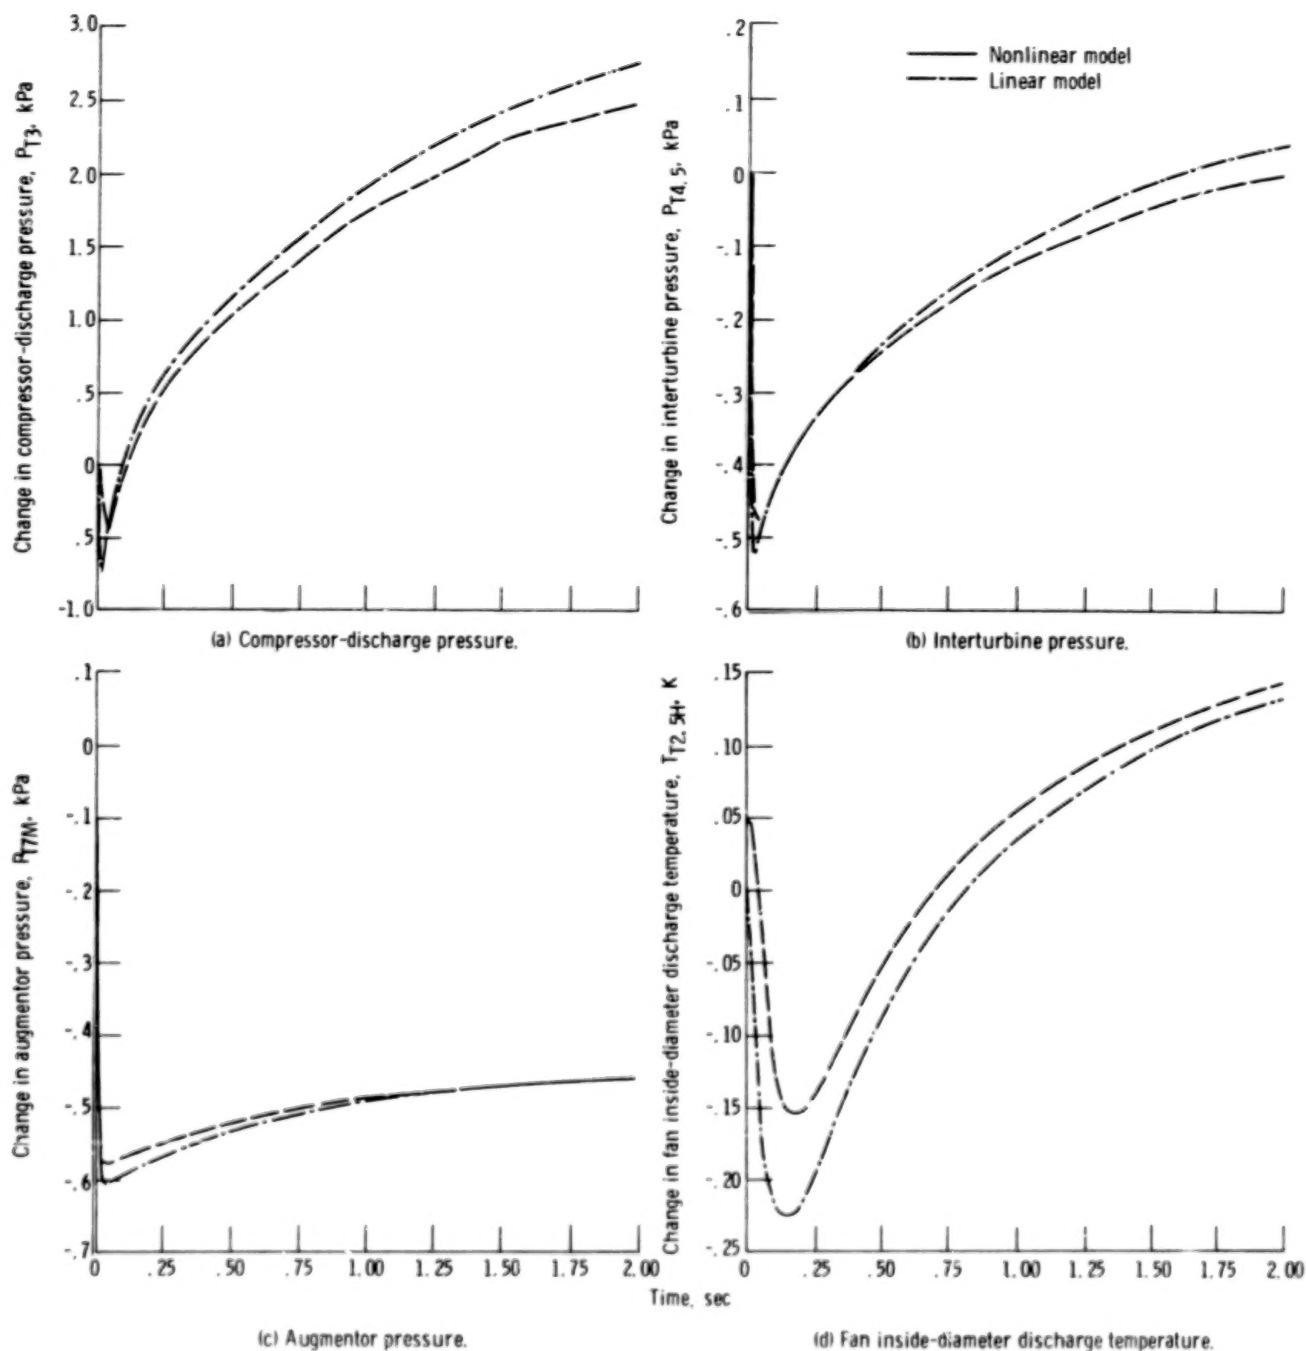 3.0
2.5
2.0
1.5
1.0
.5
0
.5
-1.0
Change in compressor-discharge pressure, PT3, kPa
(a) Compressor-discharge pressure.
.2
.1
0
-.1
-.2
-.3
-.4
-.5
-.6
Change in interturbine pressure, PT4.5, kPa
Nonlinear model
Linear model
(b) Interturbine pressure.
.1
0
-.1
-.2
-.3
-.4
-.5
-.6
-.7
Change in augmentor pressure, PT7M, kPa
0 .25 .50 .75 1.00 1.25 1.50 1.75 2.00
(c) Augmentor pressure.
.15
.10
.05
0
-.05
-.10
-.15
-.20
-.25
Change in fan inside-diameter discharge temperature, TT2.5H, K
0 .25 .50 .75 1.00 1.25 1.50 1.75 2.00
Time, sec
(d) Fan inside-diameter discharge temperature.